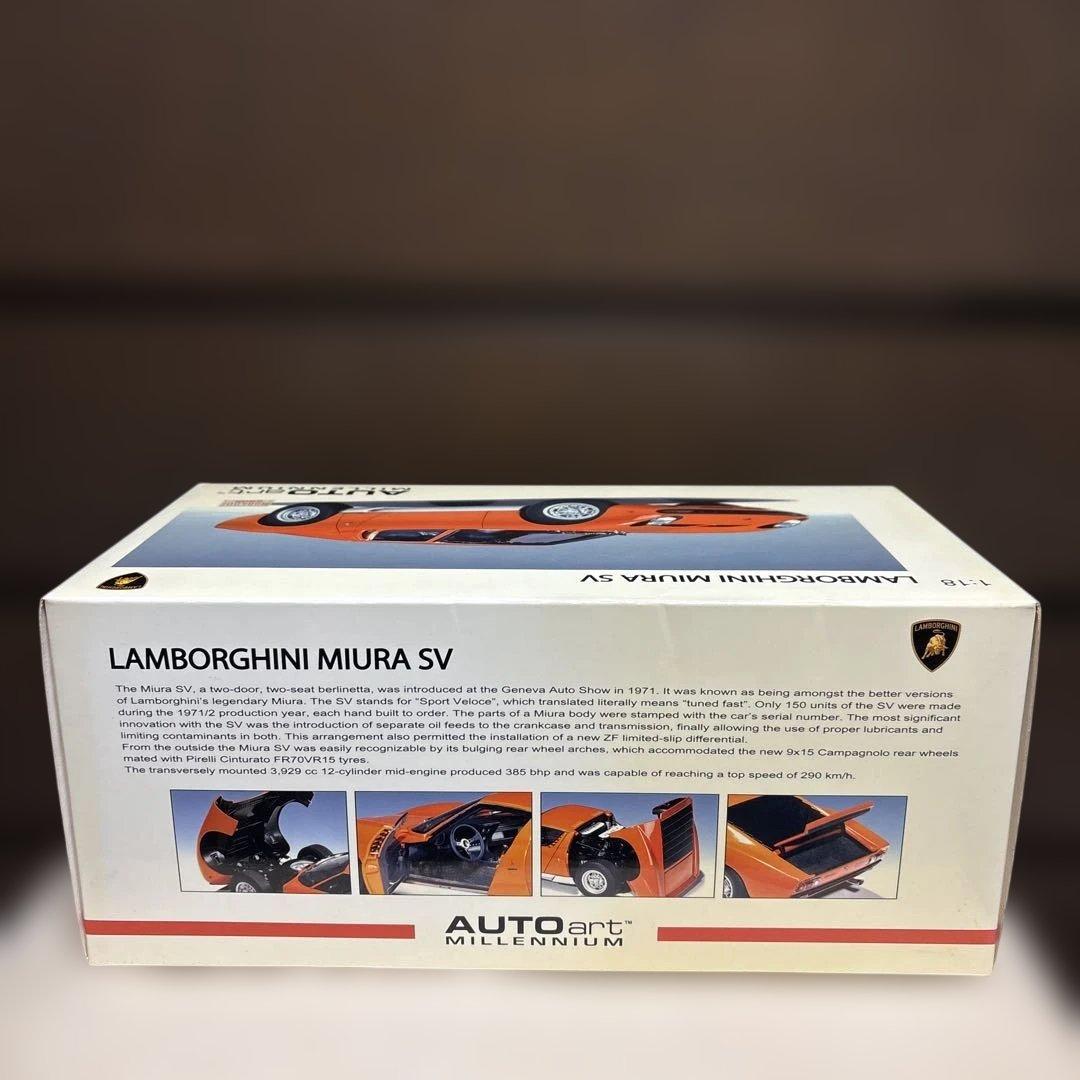 AUTOart
MILLENNIUM
LAMBORGHINI MIURA SV
1:18
LAMBORGHINI
LAMBORGHINI MIURA SV
The Miura SV, a two-door, two-seat berlinetta, was introduced at the Geneva Auto Show in 1971. It was known as being amongst the better versions
of Lamborghini's legendary Miura. The SV stands for "Sport Veloce", which translated literally means "tuned fast". Only 150 units of the SV were made
during the 1971/2 production year, each hand built to order. The parts of a Miura body were stamped with the car's serial number. The most significant
innovation with the SV was the introduction of separate oil feeds to the crankcase and transmission, finally allowing the use of proper lubricants and
limiting contaminants in both. This arrangement also permitted the installation of a new ZF limited-slip differential.
From the outside the Miura SV was easily recognizable by its bulging rear wheel arches, which accommodated the new 9x15 Campagnolo rear wheels
mated with Pirelli Cinturato FR70VR15 tyres.
The transversely mounted 3,929 cc 12-cylinder mid-engine produced 385 bhp and was capable of reaching a top speed of 290 km/h.
AUTOart™
MILLENNIUM